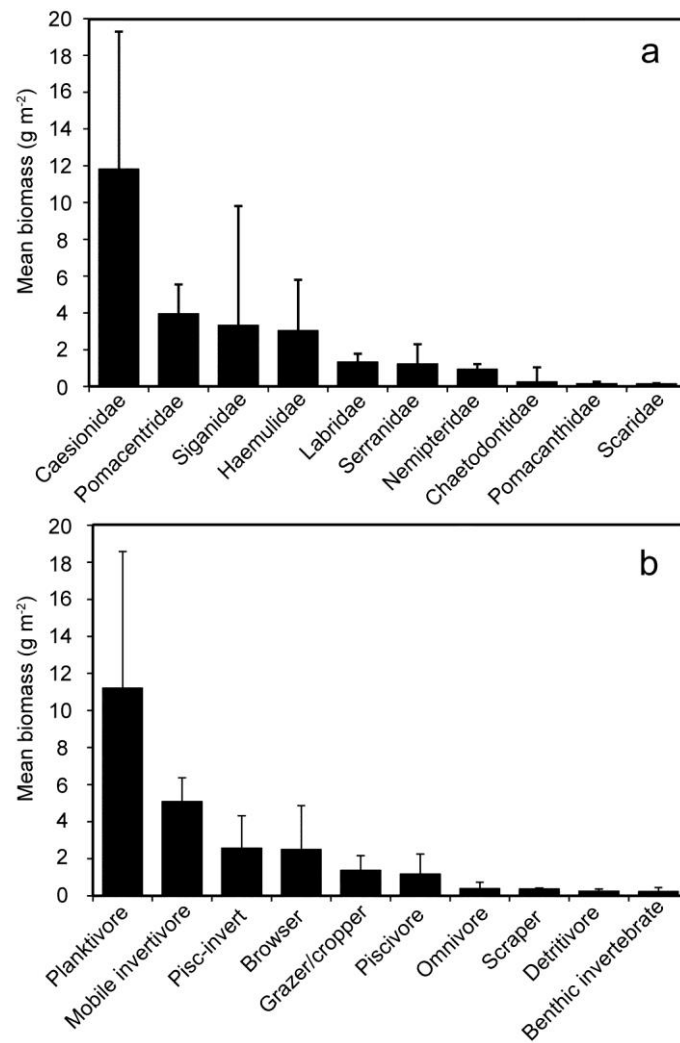 a
Mean biomass (g m⁻²)
20
18
16
14
12
10
8
6
4
2
0
Caesionidae
Pomacentridae
Siganidae
Haemulidae
Labridae
Serranidae
Nemipteridae
Chaetodontidae
Pomacanthidae
Scaridae
b
Mean biomass (g m⁻²)
20
18
16
14
12
10
8
6
4
2
0
Planktivore
Mobile invertivore
Pisc-invert
Browser
Grazer/cropper
Piscivore
Omnivore
Scraper
Detritivore
Benthic invertebrate